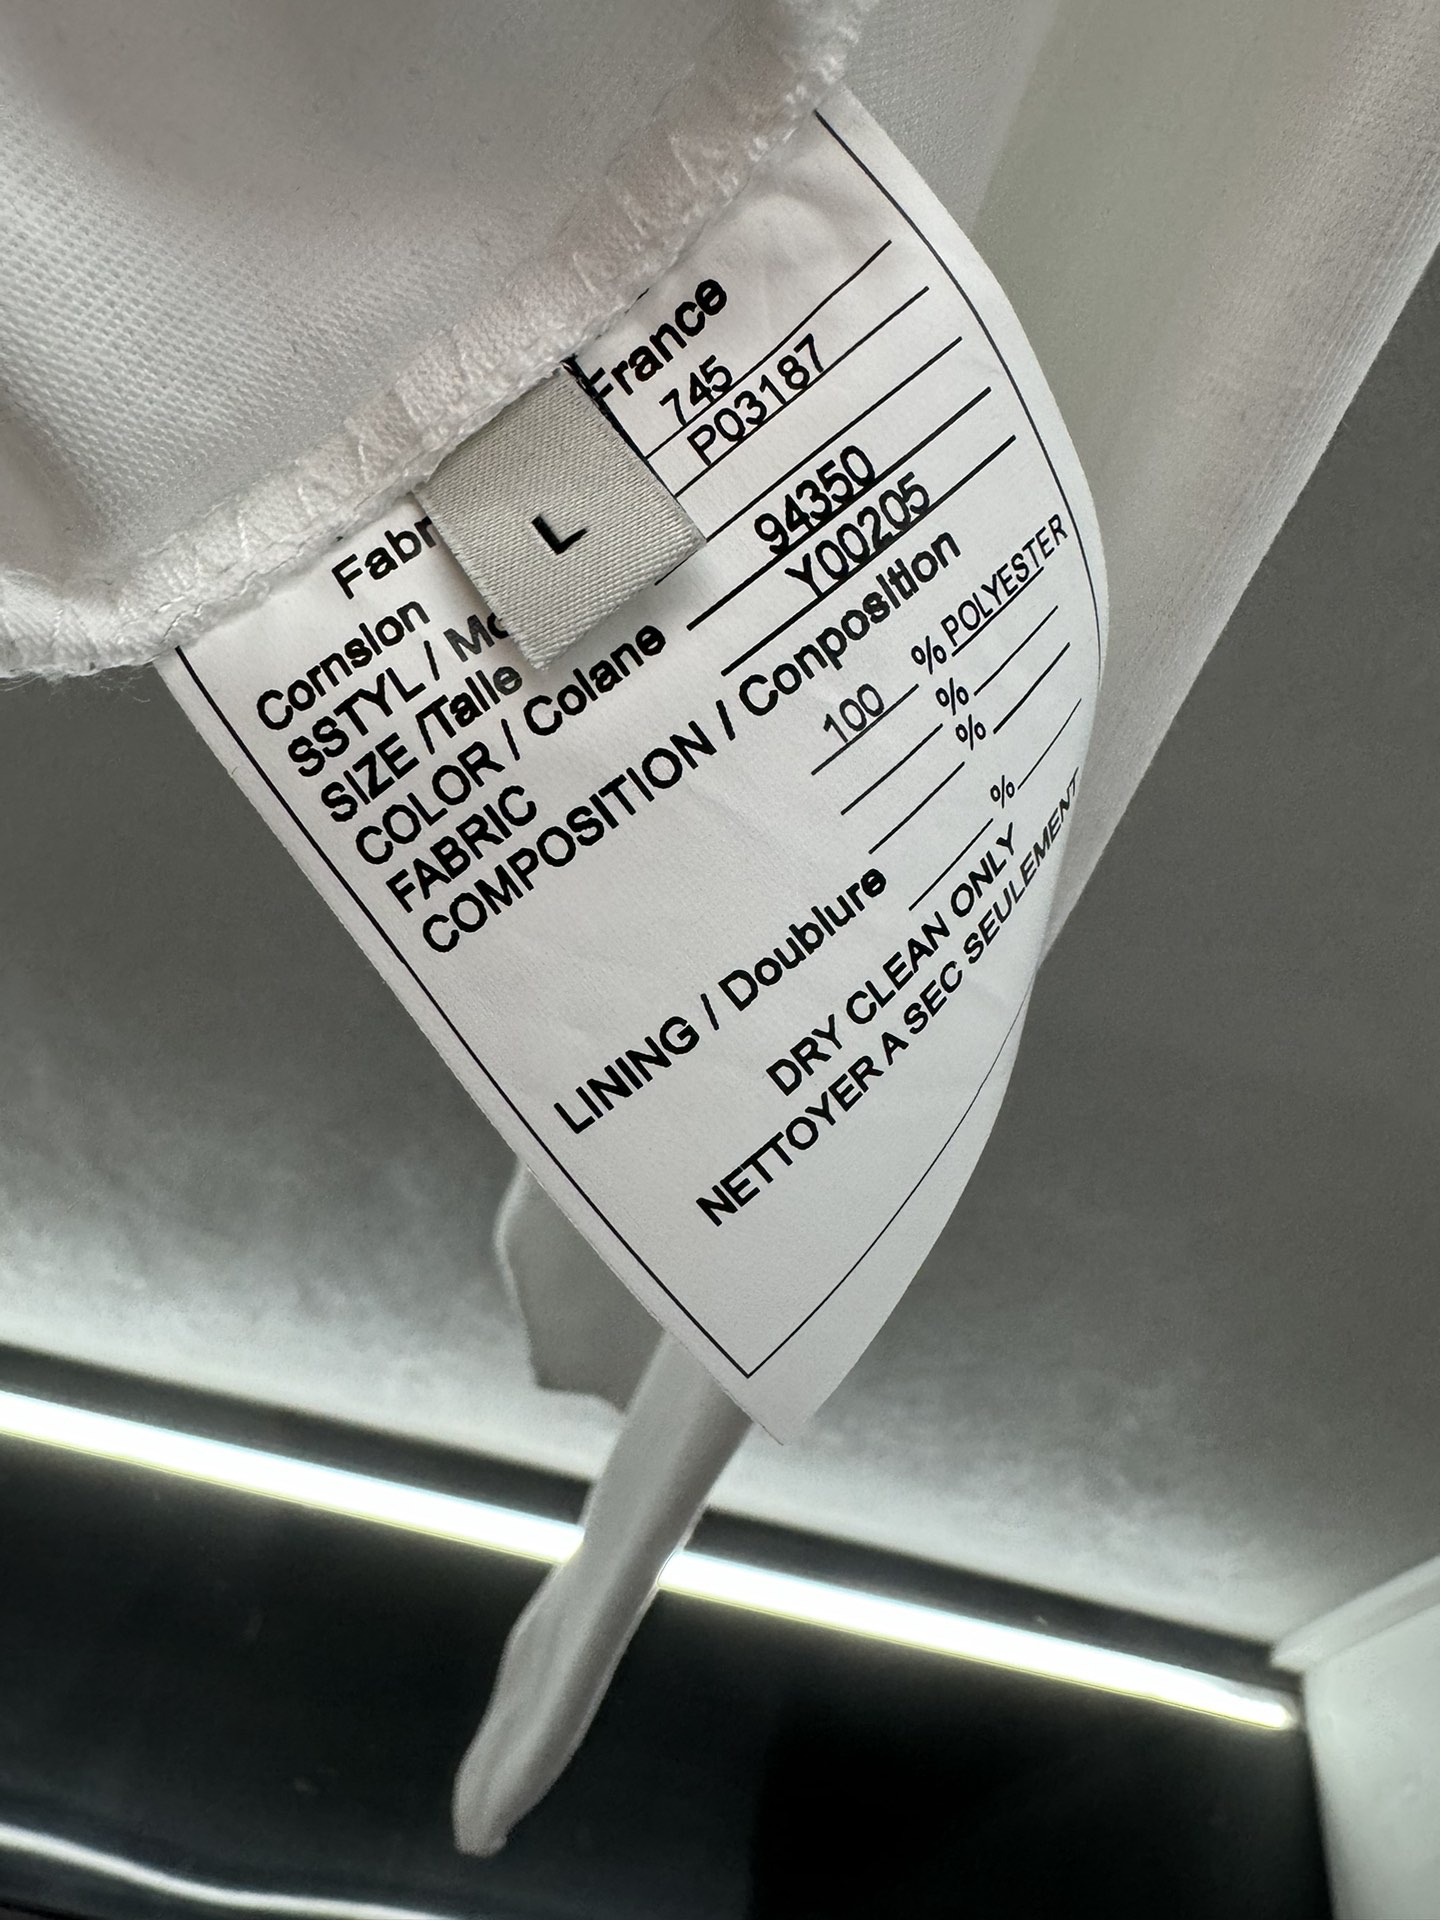 Fabr France
Cornsion 745
SSTYL / Mo P03187
SIZE /Talle
COLOR / Colane 94350
FABRIC Y00205
COMPOSITION / Conposition
100 % POLYESTER
%
%
LINING / Doublure %
DRY CLEAN ONLY
NETTOYER A SEC SEULEMENT
L